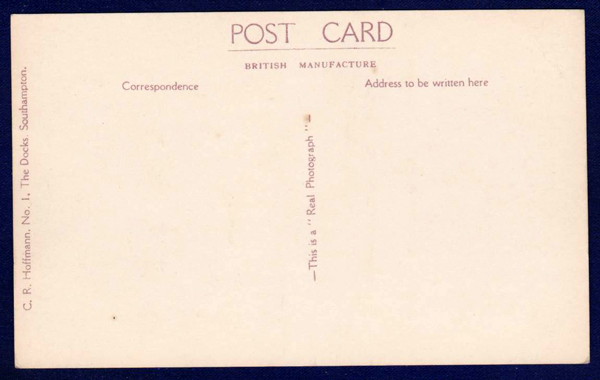 POST CARD
BRITISH MANUFACTURE
Correspondence
Address to be written here
—This is a "Real Photograph"—
C. R. Hoffmann, No. 1, The Docks, Southampton.